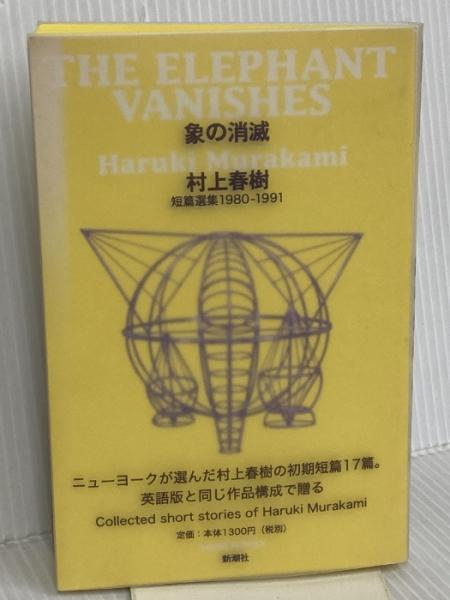 THE ELEPHANT
VANISHES
象の消滅
Haruki Murakami
村上春樹
短篇選集1980-1991
ニューヨークが選んだ村上春樹の初期短篇17篇。
英語版と同じ作品構成で贈る
Collected short stories of Haruki Murakami
定価：本体1300円（税別）
新潮社